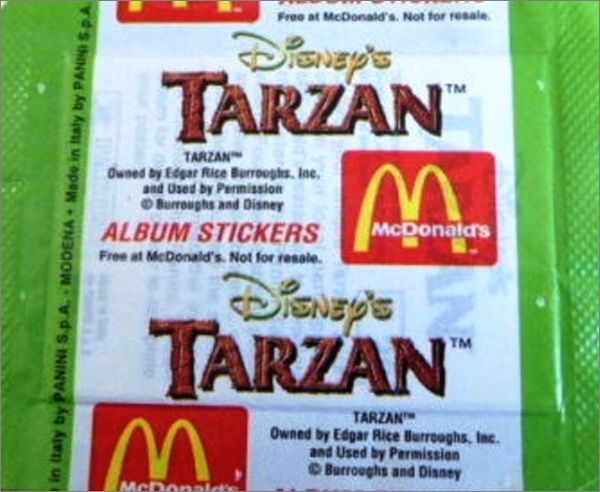 Free at McDonald's. Not for resale.
Disney's
TARZAN™
TARZAN™
Owned by Edgar Rice Burroughs, Inc.
and Used by Permission
© Burroughs and Disney
ALBUM STICKERS
Free at McDonald's. Not for resale.
McDonald's
Disney's
TARZAN™
TARZAN™
Owned by Edgar Rice Burroughs, Inc.
and Used by Permission
© Burroughs and Disney
McDonald's
in Italy by PANINI S.p.A. - MODENA • Made in Italy by PANINI S.p.A.